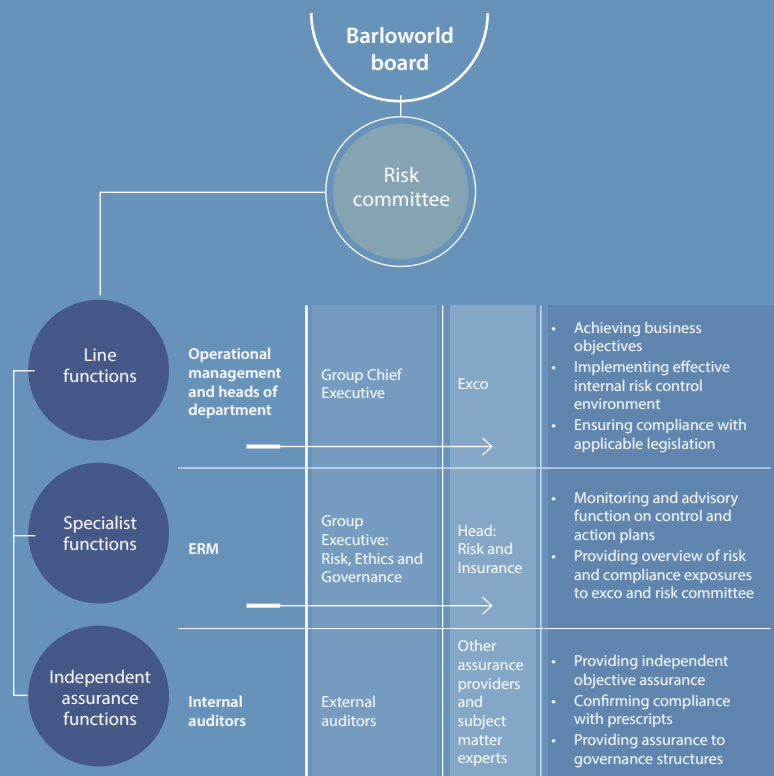 Barloworld
board
Risk
committee
Line
functions
Operational
management
and heads of
department
Group Chief
Executive
Exco
• Achieving business
objectives
• Implementing effective
internal risk control
environment
• Ensuring compliance with
applicable legislation
Specialist
functions
ERM
Group
Executive:
Risk, Ethics and
Governance
Head:
Risk and
Insurance
• Monitoring and advisory
function on control and
action plans
• Providing overview of risk
and compliance exposures
to exco and risk committee
Independent
assurance
functions
Internal
auditors
External
auditors
Other
assurance
providers
and
subject
matter
experts
• Providing independent
objective assurance
• Confirming compliance
with prescripts
• Providing assurance to
governance structures